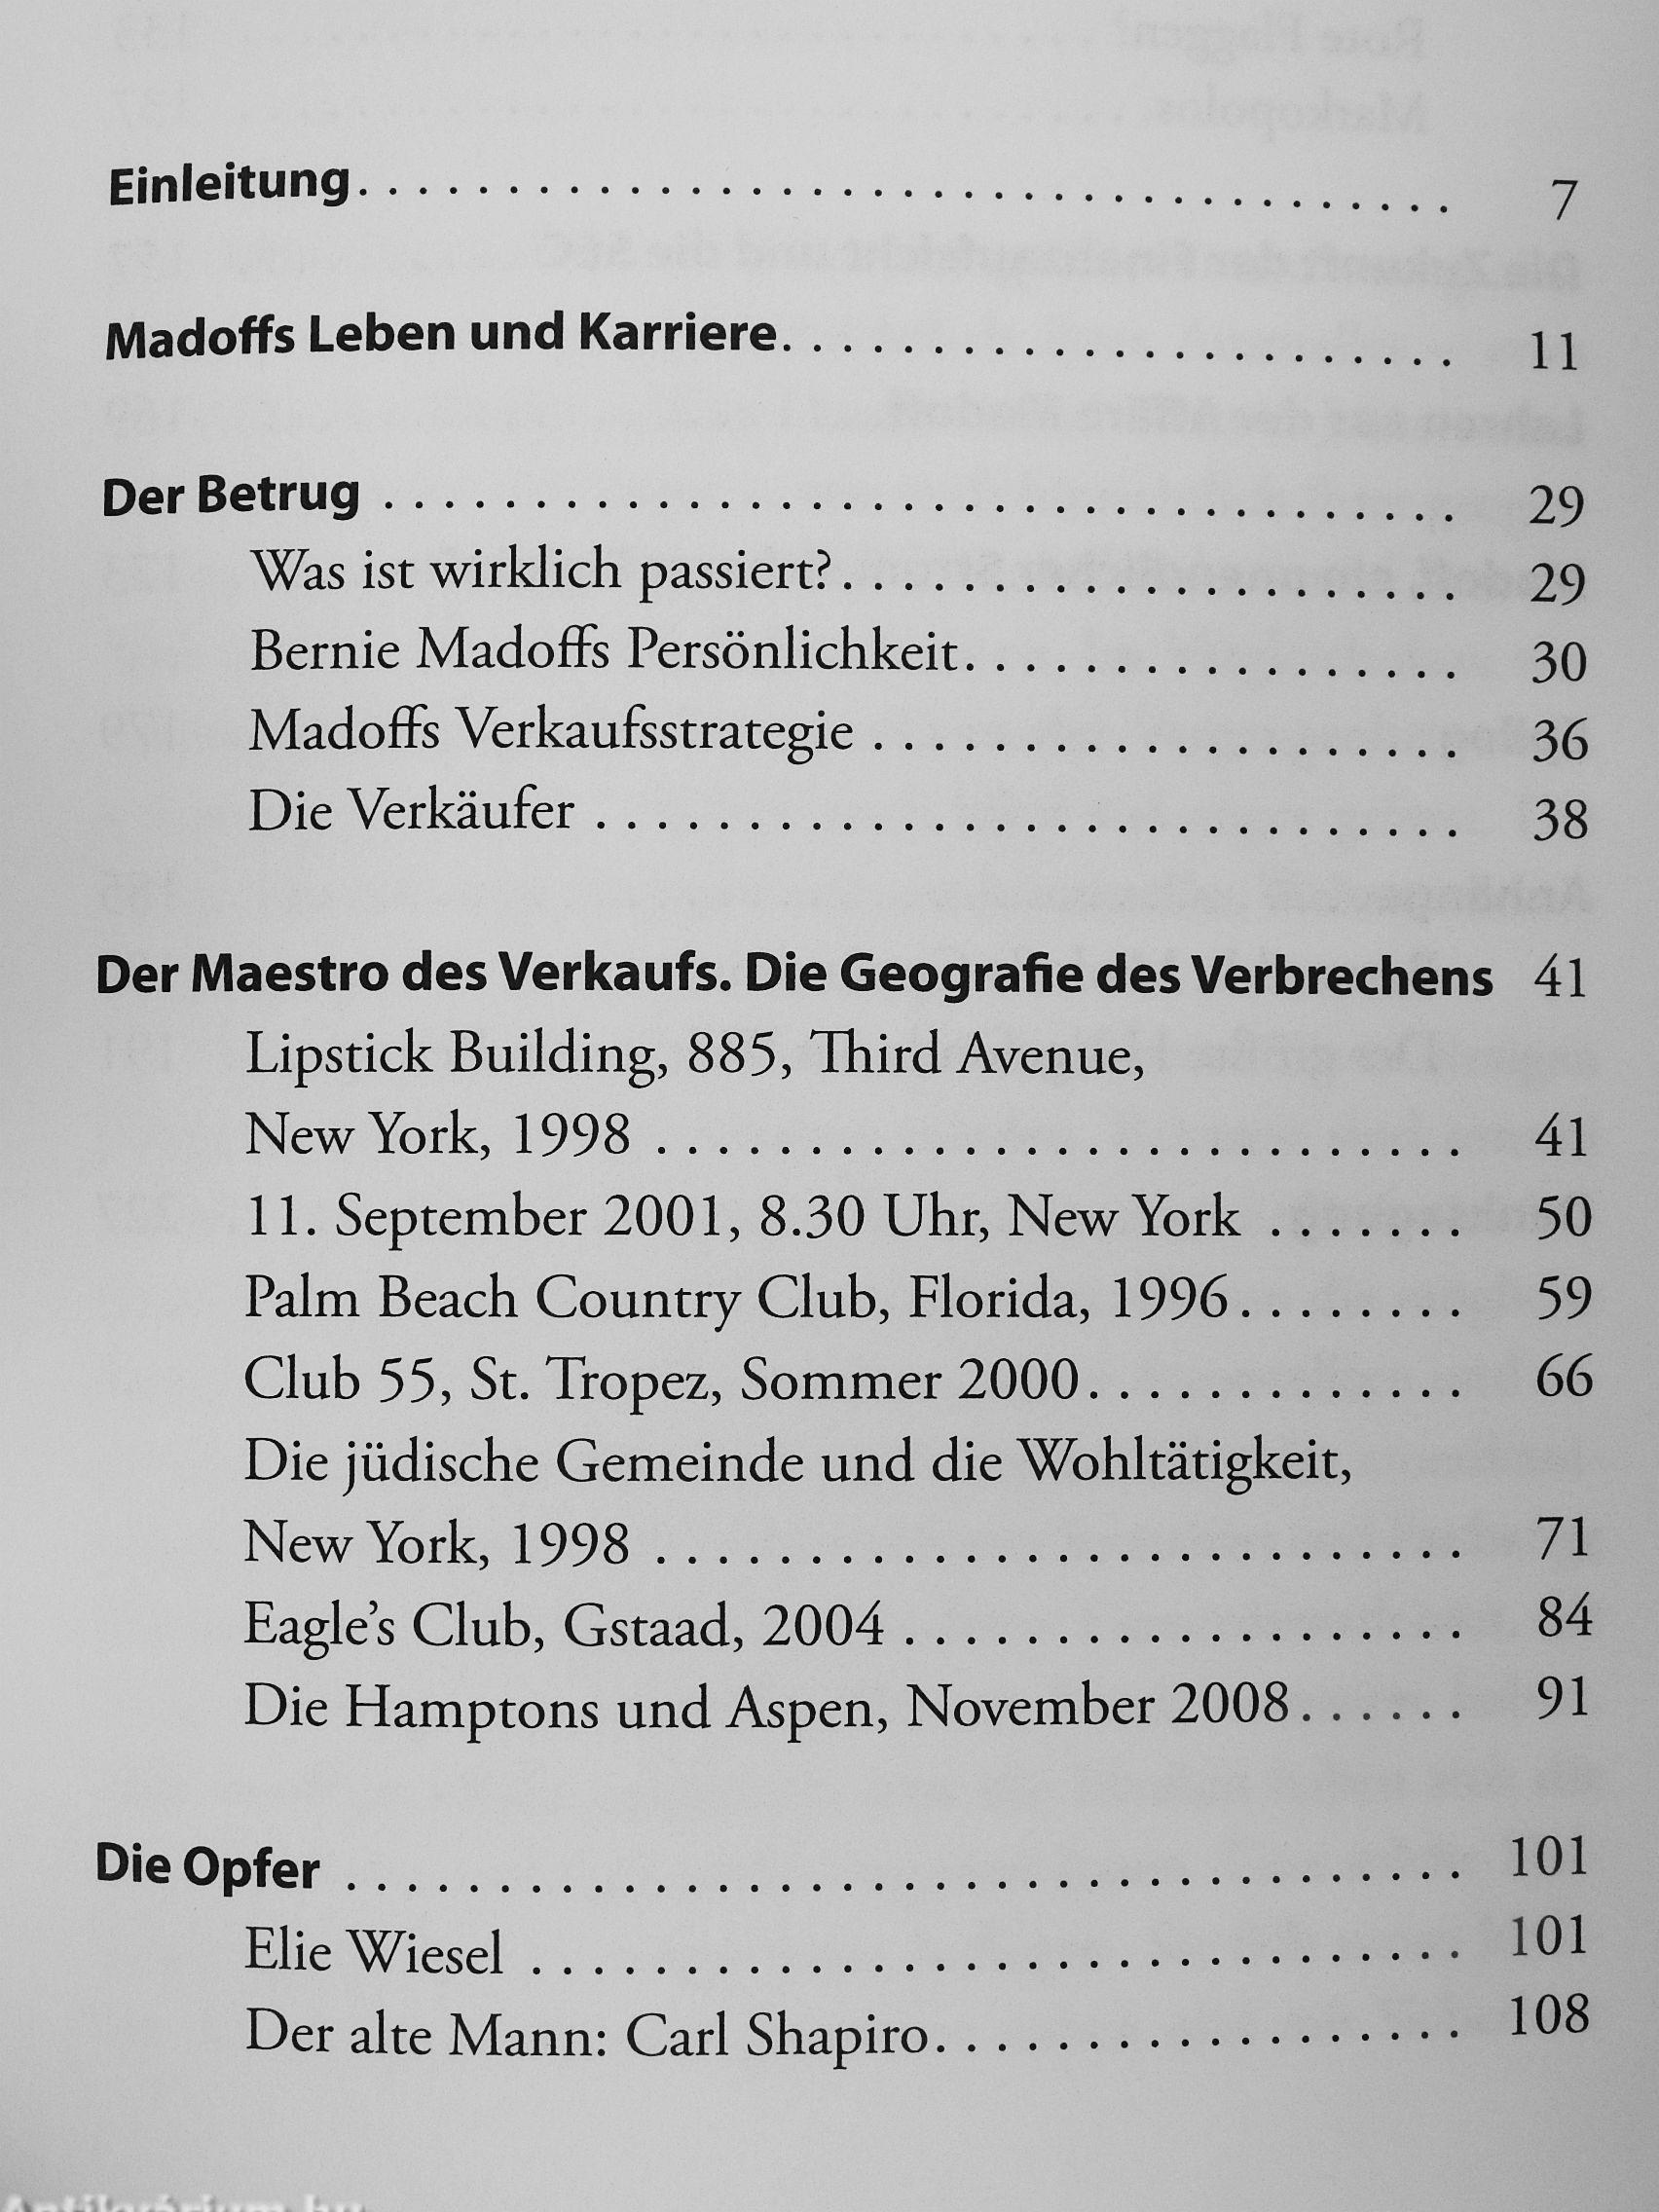 Einleitung. . . . . . . . . . . . . . . . . . . . . . . . . . . . . . . . . . . . 7
Madoffs Leben und Karriere. . . . . . . . . . . . . . . . . . . . . . 11
Der Betrug . . . . . . . . . . . . . . . . . . . . . . . . . . . . . . . . . . . 29
Was ist wirklich passiert?. . . . . . . . . . . . . . . . . . . . 29
Bernie Madoffs Persönlichkeit. . . . . . . . . . . . . . . . 30
Madoffs Verkaufsstrategie . . . . . . . . . . . . . . . . . . . 36
Die Verkäufer . . . . . . . . . . . . . . . . . . . . . . . . . . . . 38
Der Maestro des Verkaufs. Die Geografie des Verbrechens 41
Lipstick Building, 885, Third Avenue,
New York, 1998 . . . . . . . . . . . . . . . . . . . . . . . . . . 41
11. September 2001, 8.30 Uhr, New York . . . . . . . 50
Palm Beach Country Club, Florida, 1996. . . . . . . . 59
Club 55, St. Tropez, Sommer 2000. . . . . . . . . . . . . 66
Die jüdische Gemeinde und die Wohltätigkeit,
New York, 1998 . . . . . . . . . . . . . . . . . . . . . . . . . . 71
Eagle’s Club, Gstaad, 2004 . . . . . . . . . . . . . . . . . . 84
Die Hamptons und Aspen, November 2008. . . . . . 91
Die Opfer . . . . . . . . . . . . . . . . . . . . . . . . . . . . . . . . . . . . 101
Elie Wiesel . . . . . . . . . . . . . . . . . . . . . . . . . . . . . . 101
Der alte Mann: Carl Shapiro. . . . . . . . . . . . . . . . . 108
Antikvárium.hu